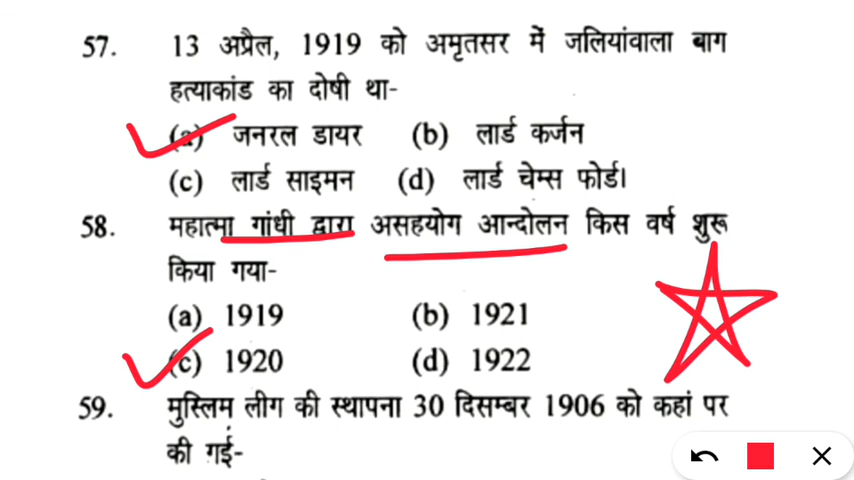 57. 13 अप्रैल, 1919 को अमृतसर में जलियांवाला बाग
हत्याकांड का दोषी था-
(a) जनरल डायर (b) लार्ड कर्जन
(c) लार्ड साइमन (d) लार्ड चेम्स फोर्ड।
58. महात्मा गांधी द्वारा असहयोग आन्दोलन किस वर्ष शुरू
किया गया-
(a) 1919 (b) 1921
(c) 1920 (d) 1922
59. मुस्लिम लीग की स्थापना 30 दिसम्बर 1906 को कहां पर
की गई-